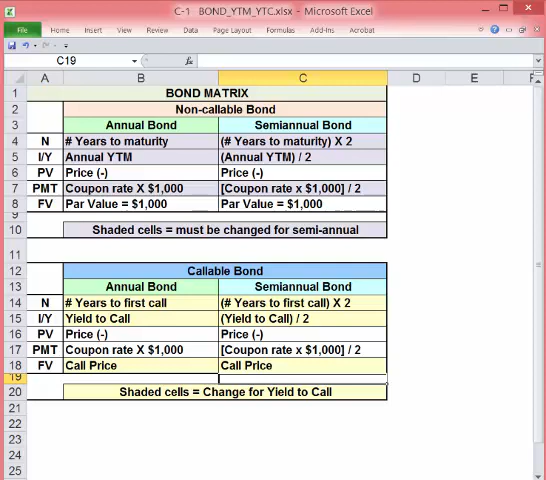 C-1 BOND_YTM_YTC.xlsx - Microsoft Excel
File Home Insert Review Data Page Layout Formulas Add-Ins Acrobat
C19 fx
A B C D E F
1 BOND MATRIX
2 Non-callable Bond
3 Annual Bond Semiannual Bond
4 N # Years to maturity (# Years to maturity) X 2
5 I/Y Annual YTM (Annual YTM) / 2
6 PV Price (-) Price (-)
7 PMT Coupon rate X $1,000 [Coupon rate x $1,000] / 2
8 FV Par Value = $1,000 Par Value = $1,000
9
10 Shaded cells = must be changed for semi-annual
11
12 Callable Bond
13 Annual Bond Semiannual Bond
14 N # Years to first call (# Years to first call) X 2
15 I/Y Yield to Call (Yield to Call) / 2
16 PV Price (-) Price (-)
17 PMT Coupon rate X $1,000 [Coupon rate x $1,000] / 2
18 FV Call Price Call Price
19
20 Shaded cells = Change for Yield to Call
21
22
23
24
25